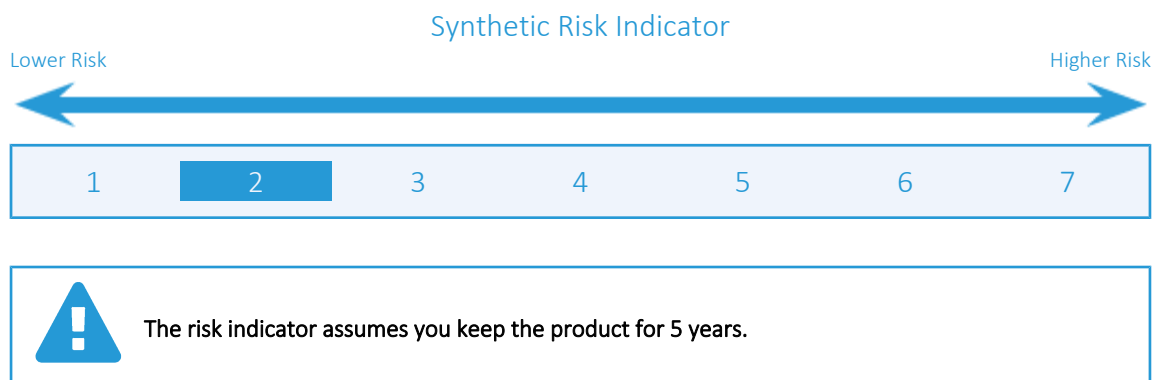 Synthetic Risk Indicator
Lower Risk Higher Risk
1 2 3 4 5 6 7
The risk indicator assumes you keep the product for 5 years.